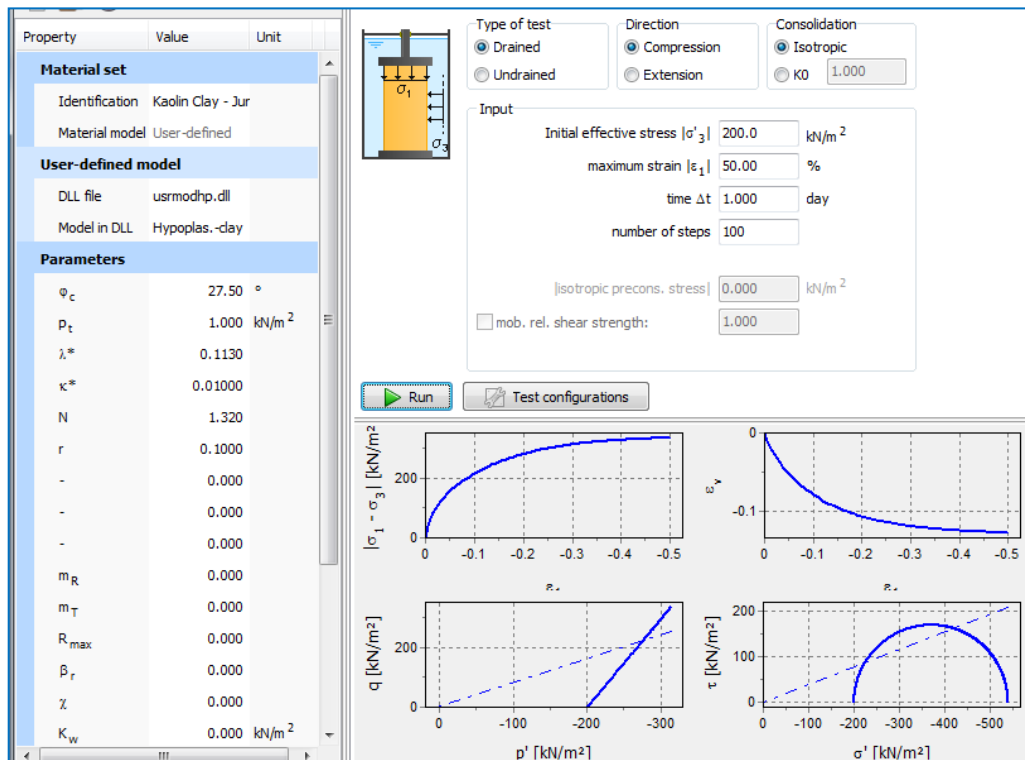 Property Value Unit
Material set
Identification Kaolin Clay - Jur
Material model User-defined
User-defined model
DLL file usrmodhp.dll
Model in DLL Hypoplas.-clay
Parameters
φc 27.50 °
pt 1.000 kN/m²
λ* 0.1130
κ* 0.01000
N 1.320
r 0.1000
- 0.000
- 0.000
- 0.000
mR 0.000
mT 0.000
Rmax 0.000
βr 0.000
χ 0.000
Kw 0.000 kN/m²
σ1
σ3
Type of test
Drained
Undrained
Direction
Compression
Extension
Consolidation
Isotropic
K0 1.000
Input
Initial effective stress |σ'3| 200.0 kN/m²
maximum strain |ε1| 50.00 %
time Δt 1.000 day
number of steps 100
|isotropic precons. stress| 0.000 kN/m²
mob. rel. shear strength: 1.000
Run
Test configurations
|σ1 - σ3| [kN/m²
200
0
0 -0.1 -0.2 -0.3 -0.4 -0.5
εv
0
-0.1
0 -0.1 -0.2 -0.3 -0.4 -0.5
q [kN/m²]
200
0
0 -100 -200 -300
p' [kN/m²]
τ [kN/m²]
200
100
0
0 -100 -200 -300 -400 -500
σ' [kN/m²]